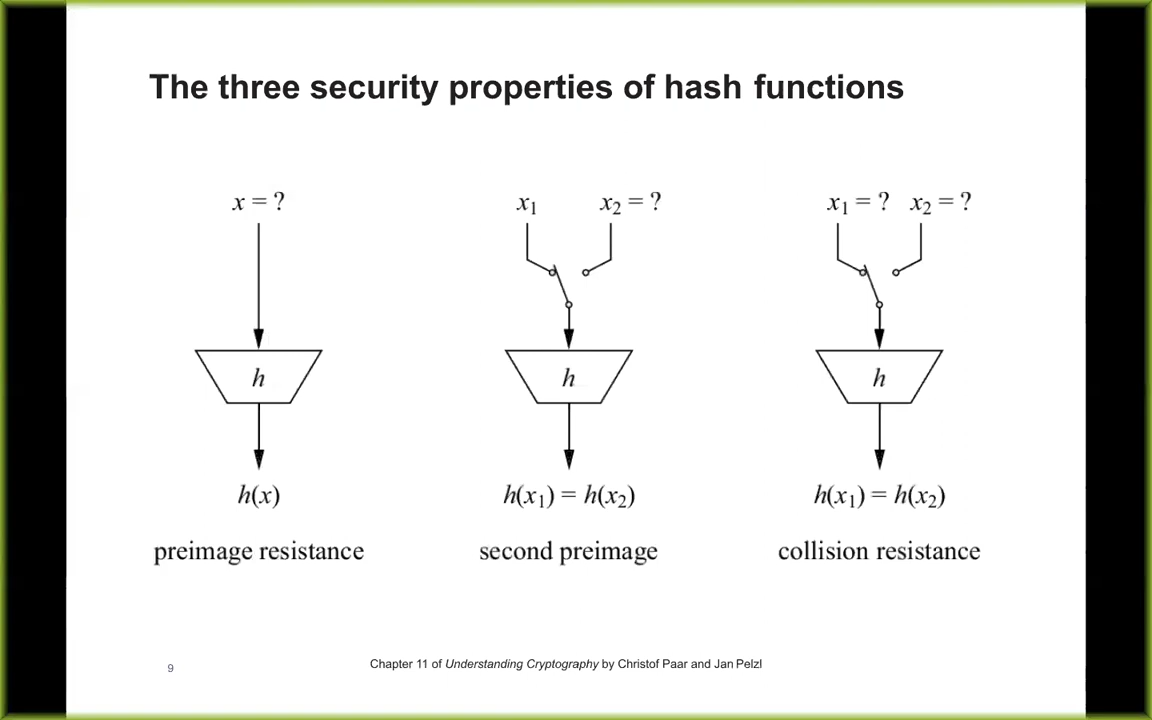 The three security properties of hash functions
x = ? x₁ x₂ = ? x₁ = ? x₂ = ?
h h h
h(x) h(x₁) = h(x₂) h(x₁) = h(x₂)
preimage resistance second preimage collision resistance
9 Chapter 11 of Understanding Cryptography by Christof Paar and Jan Pelzl